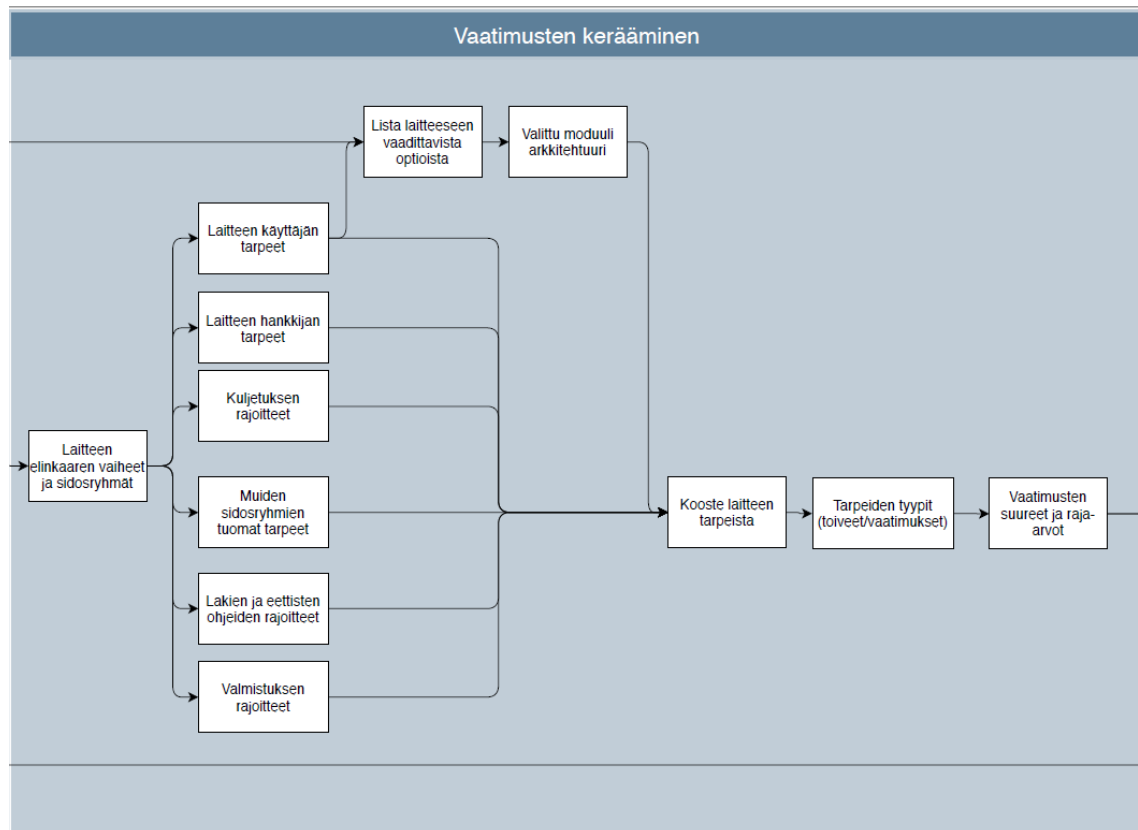 Vaatimusten kerääminen
Lista laitteeseen
vaadittavista
optioista
Valittu moduuli
arkkitehtuuri
Laitteen käyttäjän
tarpeet
Laitteen hankkijan
tarpeet
Kuljetuksen
rajoitteet
Laitteen
elinkaaren vaiheet
ja sidosryhmät
Muiden
sidosryhmien
tuomat tarpeet
Lakien ja eettisten
ohjeiden rajoitteet
Valmistuksen
rajoitteet
Kooste laitteen
tarpeista
Tarpeiden tyypit
(toiveet/vaatimukset)
Vaatimusten
suureet ja raja-
arvot